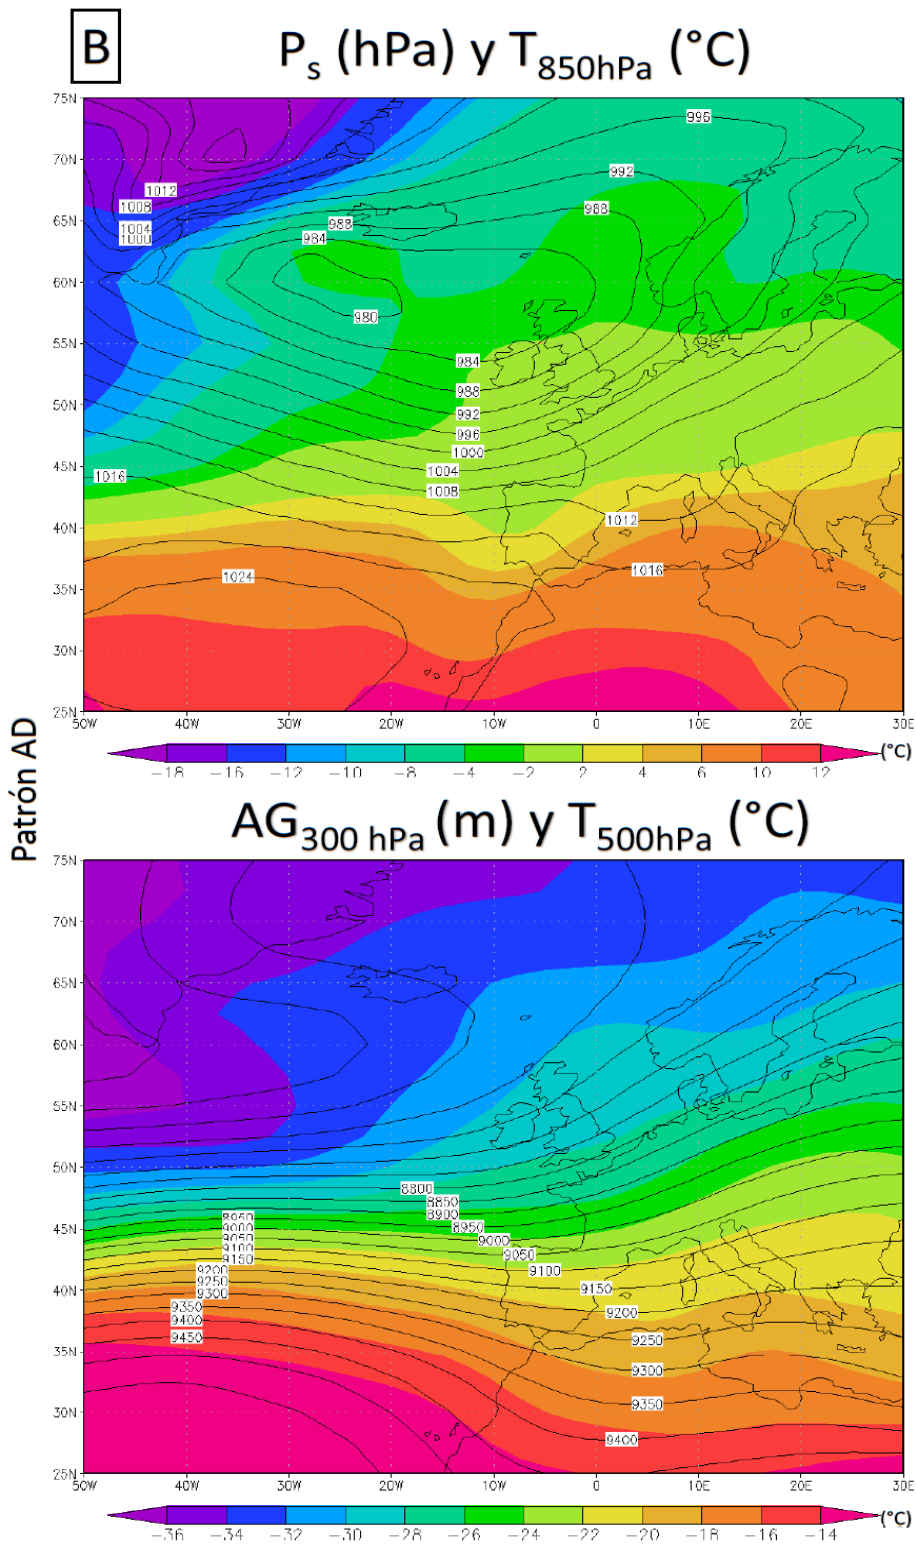 B
P_s (hPa) y T_850hPa (°C)
75N
996
70N
992
1012
1008
988
65N
988
1004
984
1000
60N
980
55N
984
988
50N
992
996
1000
45N
1016
1004
1008
40N
1012
1016
1024
35N
30N
25N
50W 40W 30W 20W 10W 0 10E 20E 30E
-18 -16 -12 -10 -8 -4 -2 2 4 6 10 12 (°C)
Patrón AD
AG_300 hPa (m) y T_500hPa (°C)
75N
70N
65N
60N
55N
50N
8800
8850
8900
8950
8950
9000
45N
9000
9050
9050
9100
9150
9100
9200
9250
40N
9150
9300
9350
9200
9400
9450
9250
35N
9300
9350
30N
9400
25N
50W 40W 30W 20W 10W 0 10E 20E 30E
-36 -34 -32 -30 -28 -26 -24 -22 -20 -18 -16 -14 (°C)